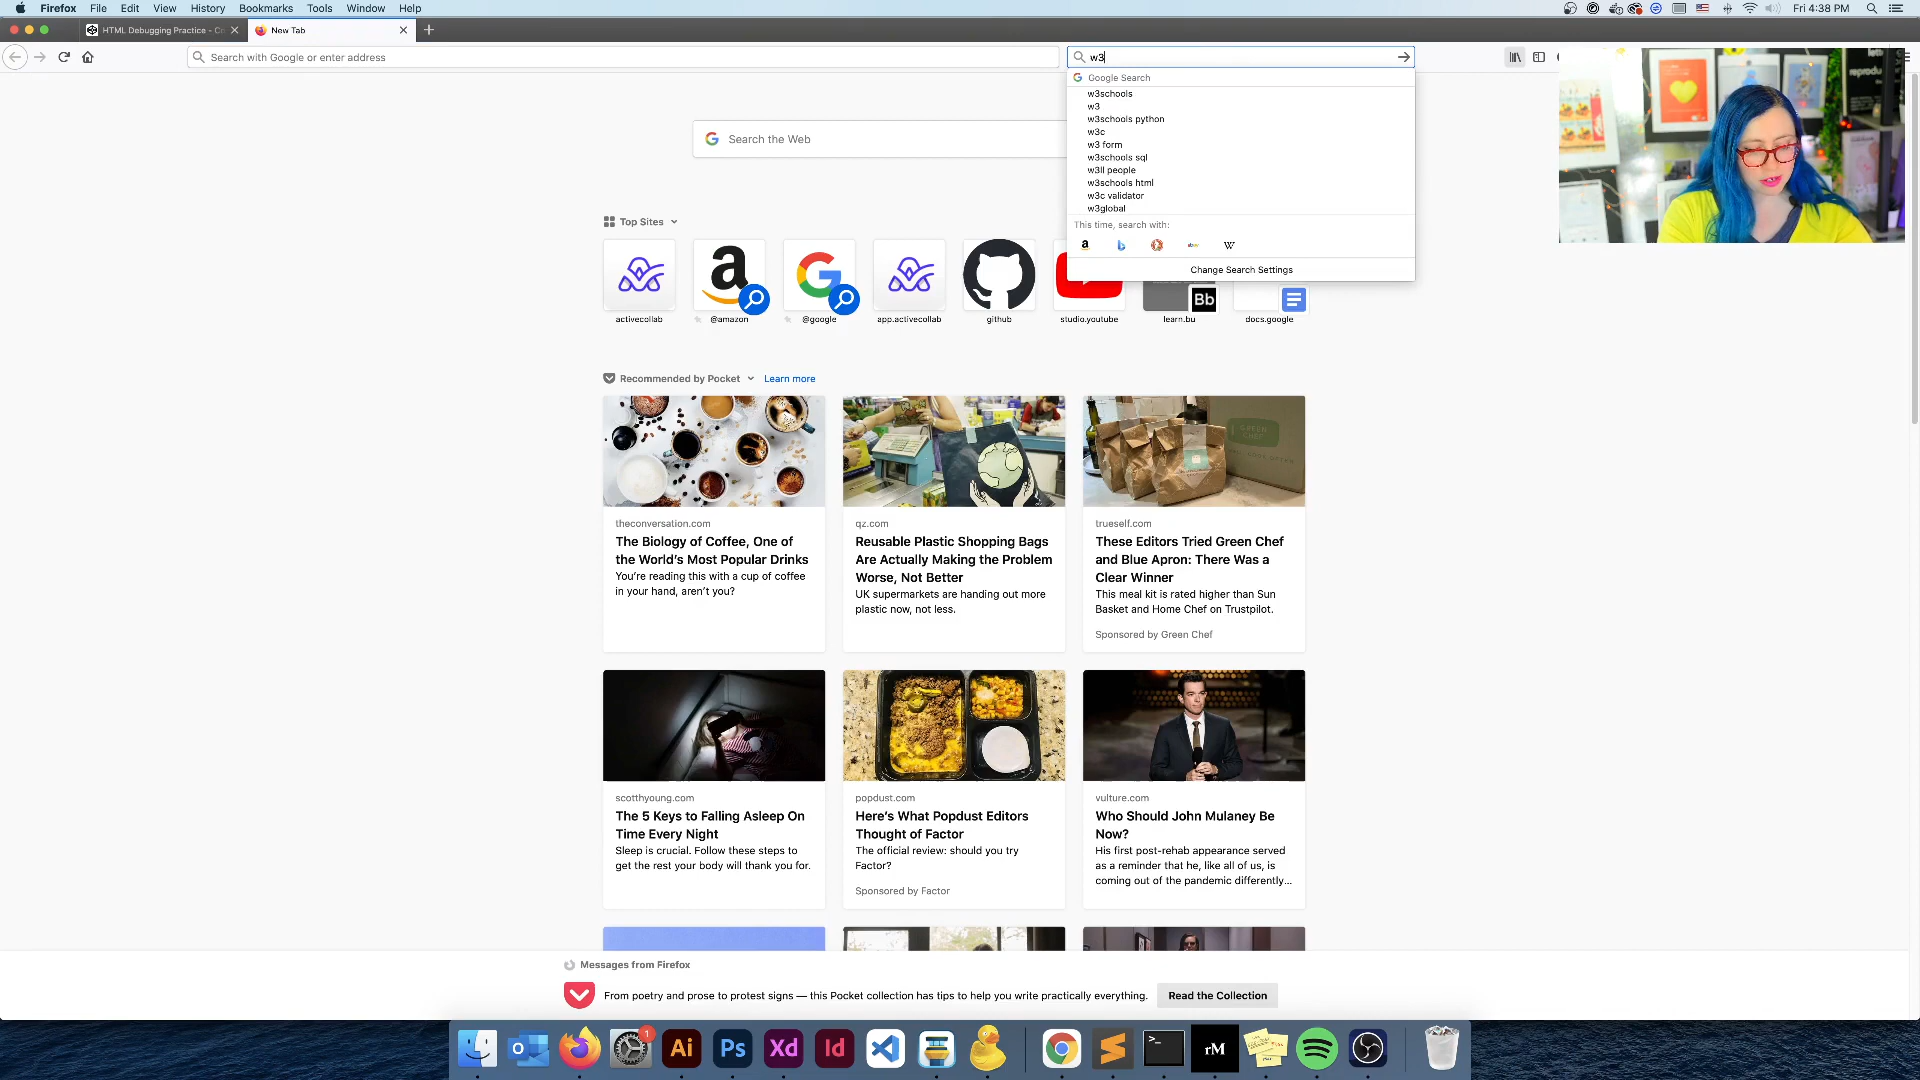 Firefox File Edit View History Bookmarks Tools Window Help
Fri 4:38 PM
HTML Debugging Practice - C
New Tab
Search with Google or enter address
w3
Google Search
w3schools
w3
w3schools python
w3c
w3 form
w3schools sql
w3ll people
w3schools html
w3c validator
w3global
This time, search with:
a
ebay
W
Change Search Settings
Search the Web
Top Sites
a
G
Bb
activecollab
@amazon
@google
app.activecollab
github
studio.youtube
learn.bu
docs.google
Recommended by Pocket
Learn more
theconversation.com
The Biology of Coffee, One of
the World's Most Popular Drinks
You're reading this with a cup of coffee
in your hand, aren't you?
qz.com
Reusable Plastic Shopping Bags
Are Actually Making the Problem
Worse, Not Better
UK supermarkets are handing out more
plastic now, not less.
GREEN
CHEF
trueself.com
These Editors Tried Green Chef
and Blue Apron: There Was a
Clear Winner
This meal kit is rated higher than Sun
Basket and Home Chef on Trustpilot.
Sponsored by Green Chef
scotthyoung.com
The 5 Keys to Falling Asleep On
Time Every Night
Sleep is crucial. Follow these steps to
get the rest your body will thank you for.
popdust.com
Here's What Popdust Editors
Thought of Factor
The official review: should you try
Factor?
Sponsored by Factor
vulture.com
Who Should John Mulaney Be
Now?
His first post-rehab appearance served
as a reminder that he, like all of us, is
coming out of the pandemic differently...
Messages from Firefox
From poetry and prose to protest signs — this Pocket collection has tips to help you write practically everything.
Read the Collection
1
Ai
Ps
Xd
Id
rM